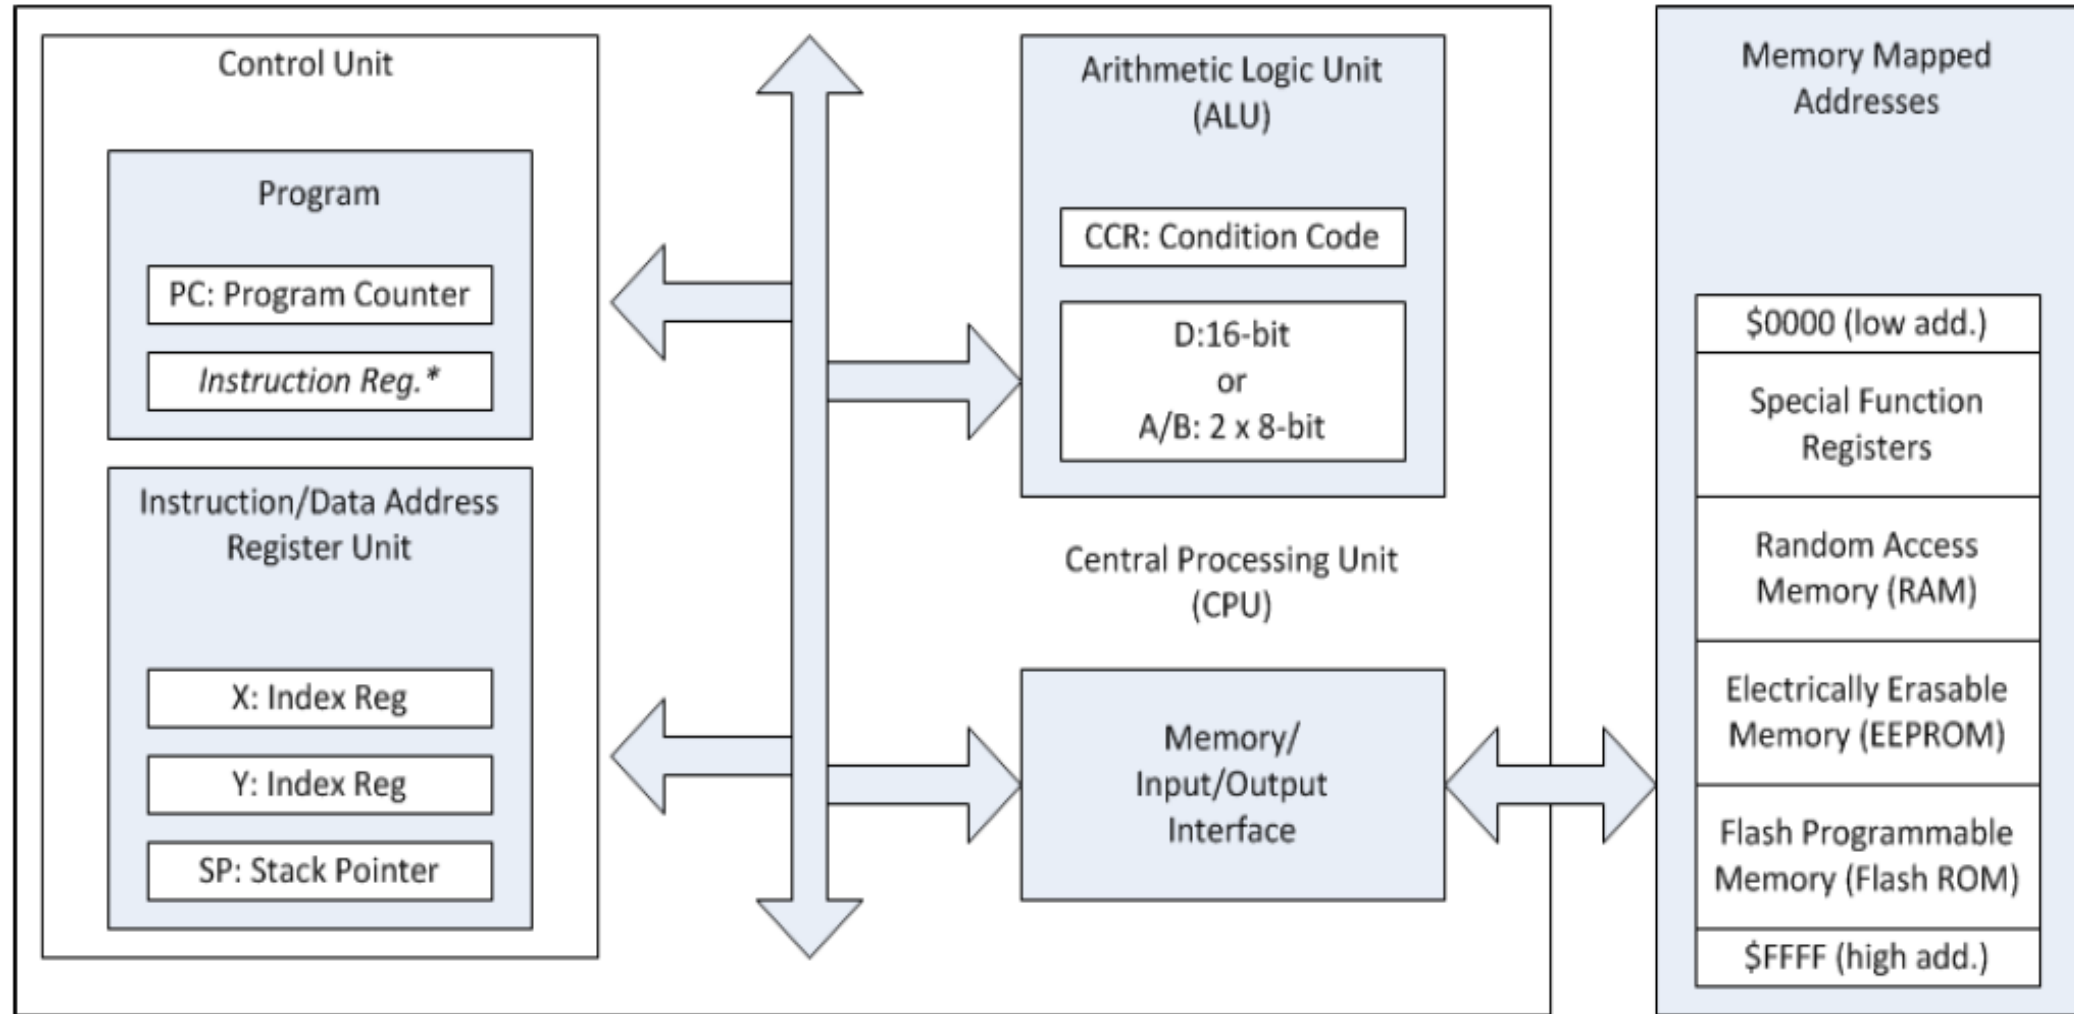 Control Unit
Program
PC: Program Counter
Instruction Reg.*
Instruction/Data Address
Register Unit
X: Index Reg
Y: Index Reg
SP: Stack Pointer
Arithmetic Logic Unit
(ALU)
CCR: Condition Code
D:16-bit
or
A/B: 2 x 8-bit
Central Processing Unit
(CPU)
Memory/
Input/Output
Interface
Memory Mapped
Addresses
$0000 (low add.)
Special Function
Registers
Random Access
Memory (RAM)
Electrically Erasable
Memory (EEPROM)
Flash Programmable
Memory (Flash ROM)
$FFFF (high add.)